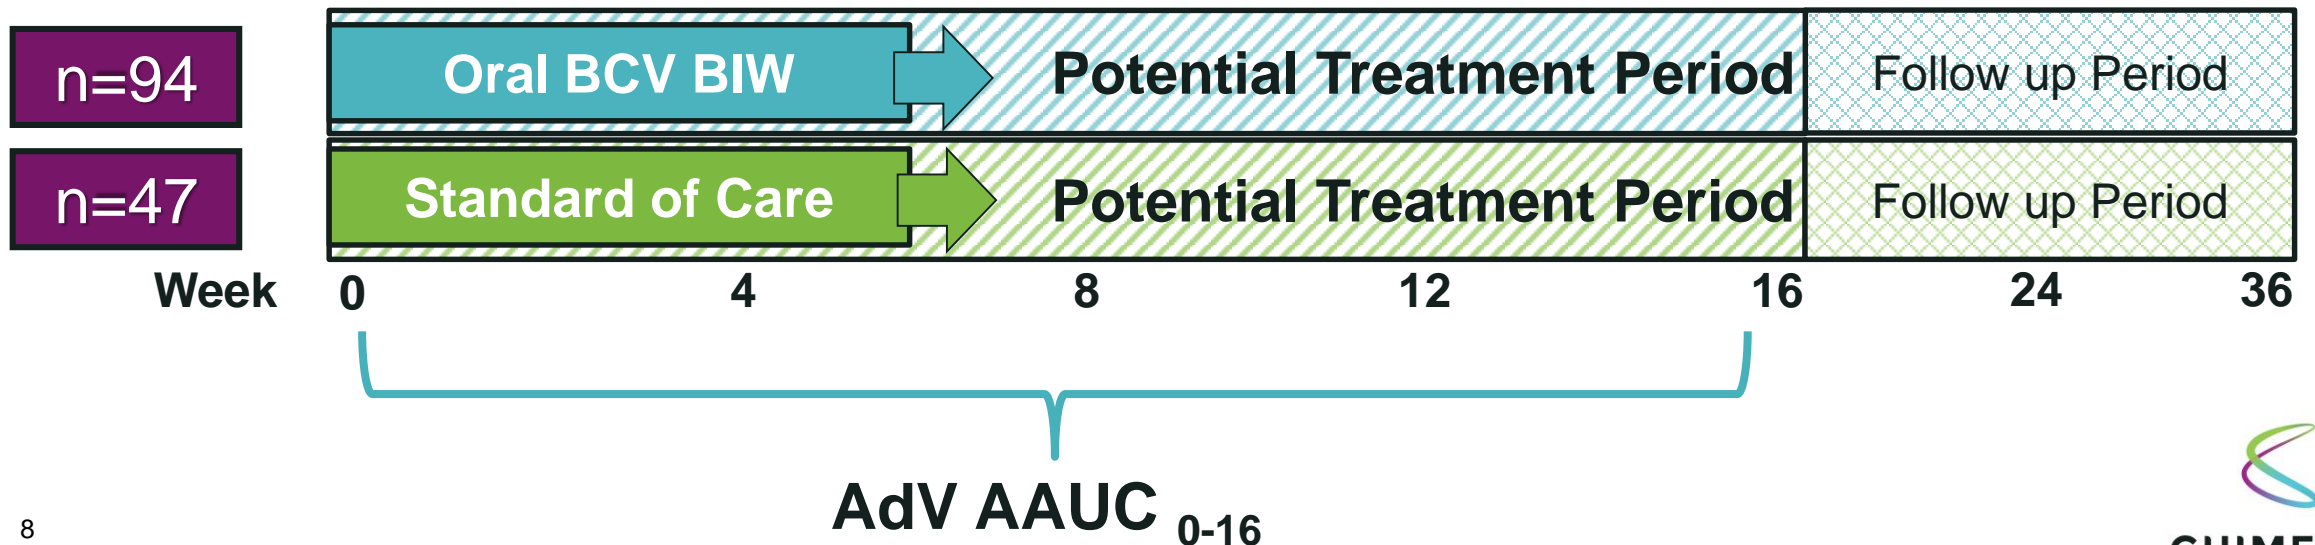 n=94 Oral BCV BIW Potential Treatment Period Follow up Period
n=47 Standard of Care Potential Treatment Period Follow up Period
Week 0 4 8 12 16 24 36
AdV AAUC 0-16
8